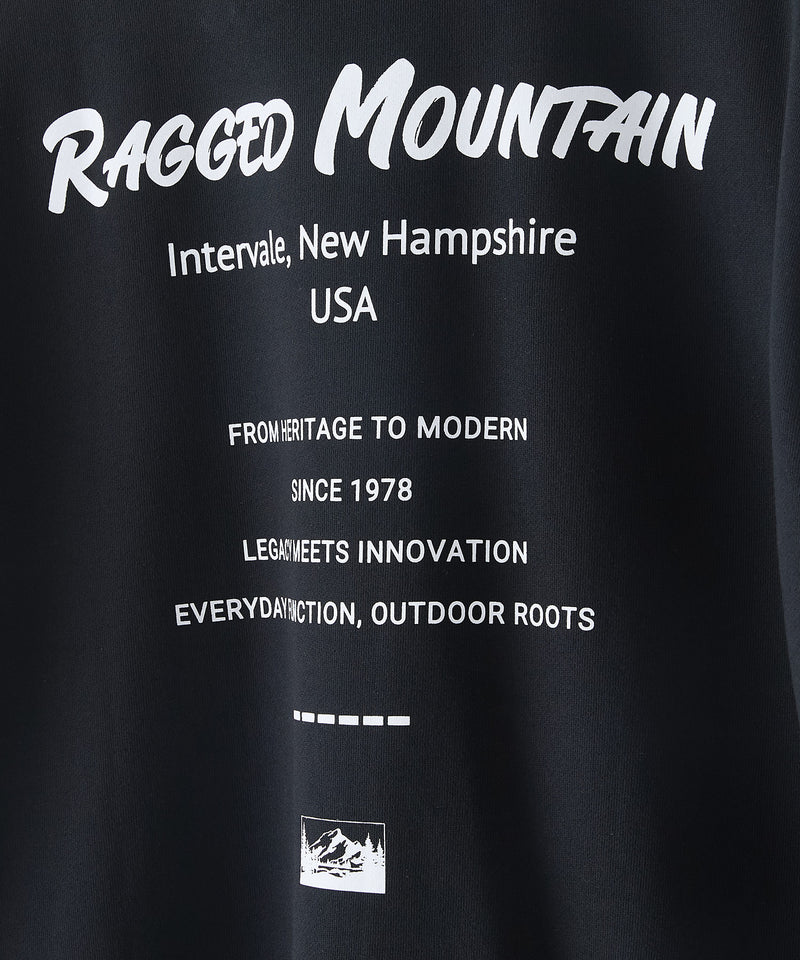 RAGGED MOUNTAIN
Intervale, New Hampshire
USA
FROM HERITAGE TO MODERN
SINCE 1978
LEGACY MEETS INNOVATION
EVERYDAY FUNCTION, OUTDOOR ROOTS